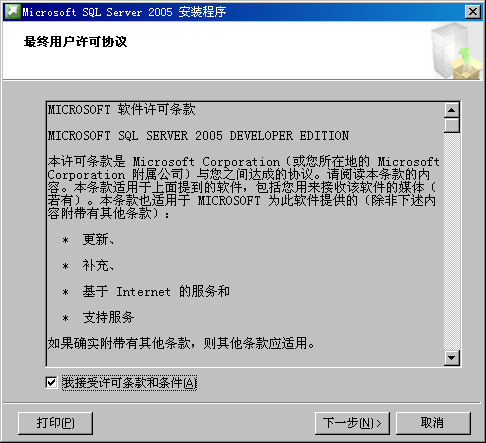 Microsoft SQL Server 2005 安装程序
最终用户许可协议
MICROSOFT 软件许可条款
MICROSOFT SQL SERVER 2005 DEVELOPER EDITION
本许可条款是 Microsoft Corporation（或您所在地的 Microsoft
Corporation 附属公司）与您之间达成的协议。请阅读本条款的内
容。本条款适用于上面提到的软件，包括您用来接收该软件的媒体（
若有）。本条款也适用于 MICROSOFT 为此软件提供的（除非下述内
容附带有其他条款）：
* 更新、
* 补充、
* 基于 Internet 的服务和
* 支持服务
如果确实附带有其他条款，则其他条款应适用。
我接受许可条款和条件(A)
打印(P)
下一步(N)>
取消